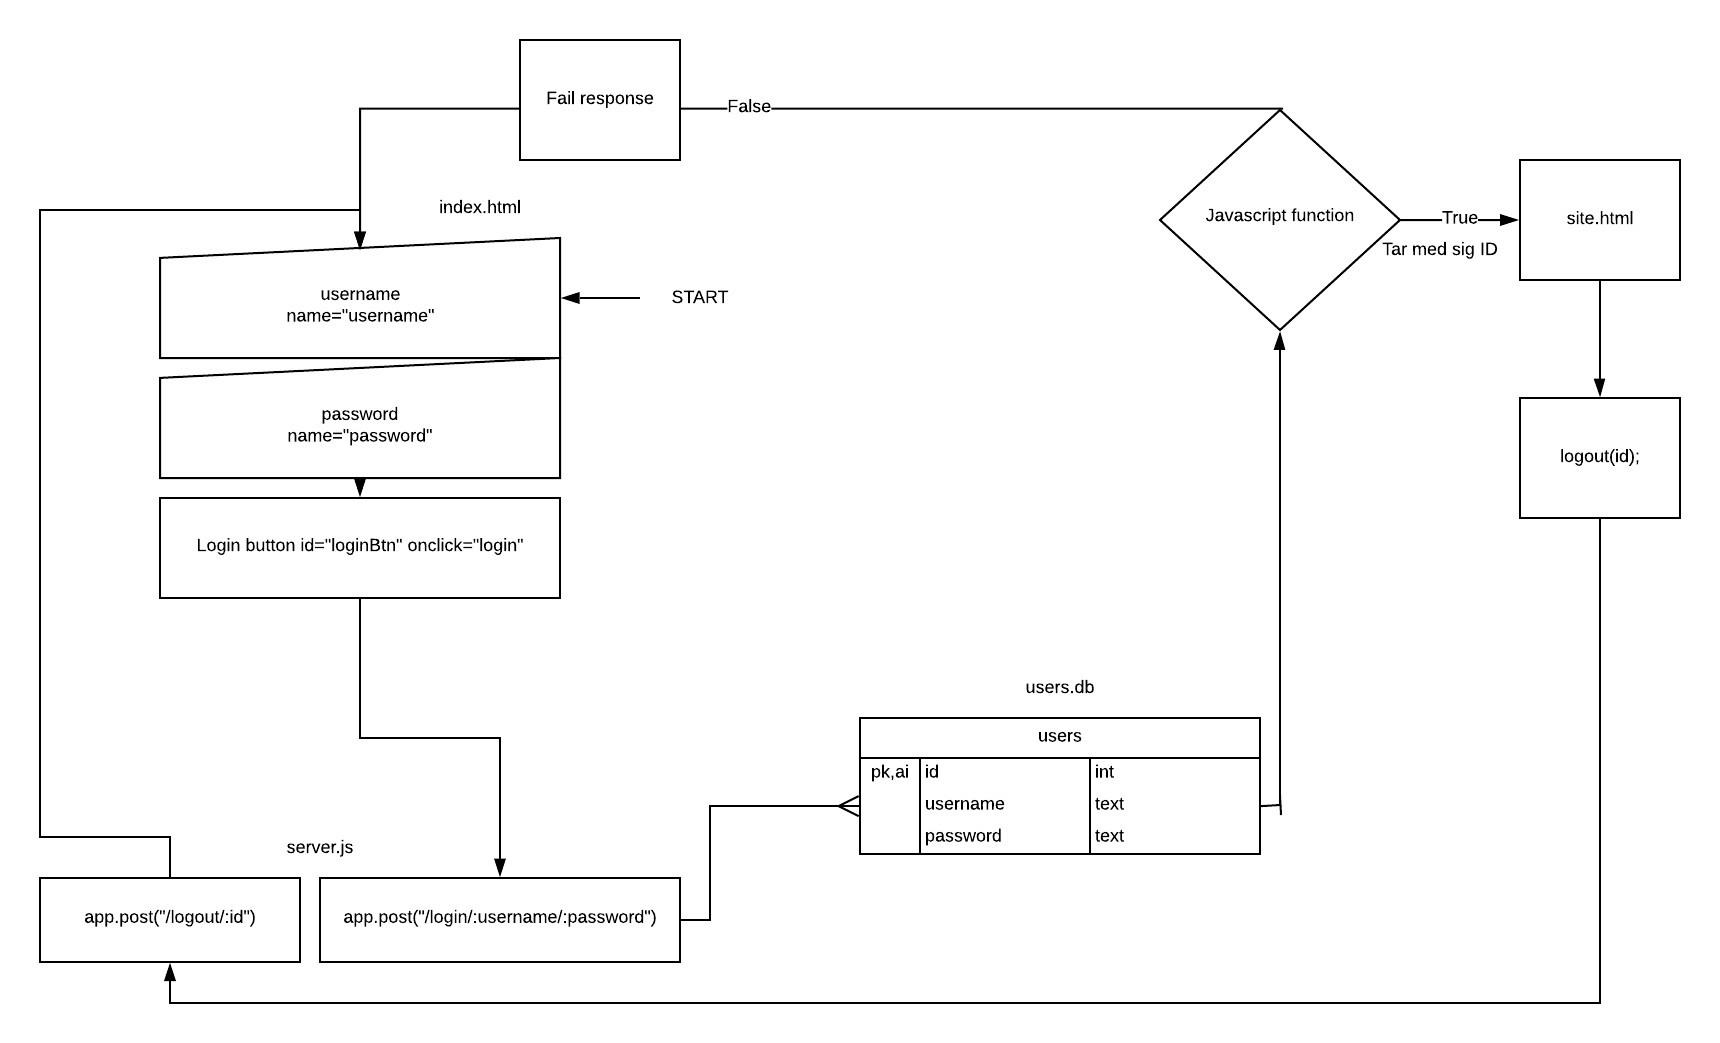 Fail response
False
index.html
Javascript function
True
Tar med sig ID
site.html
username
name="username"
START
password
name="password"
logout(id);
Login button id="loginBtn" onclick="login"
users.db
users
pk,ai id int
username text
password text
server.js
app.post("/logout/:id")
app.post("/login/:username/:password")